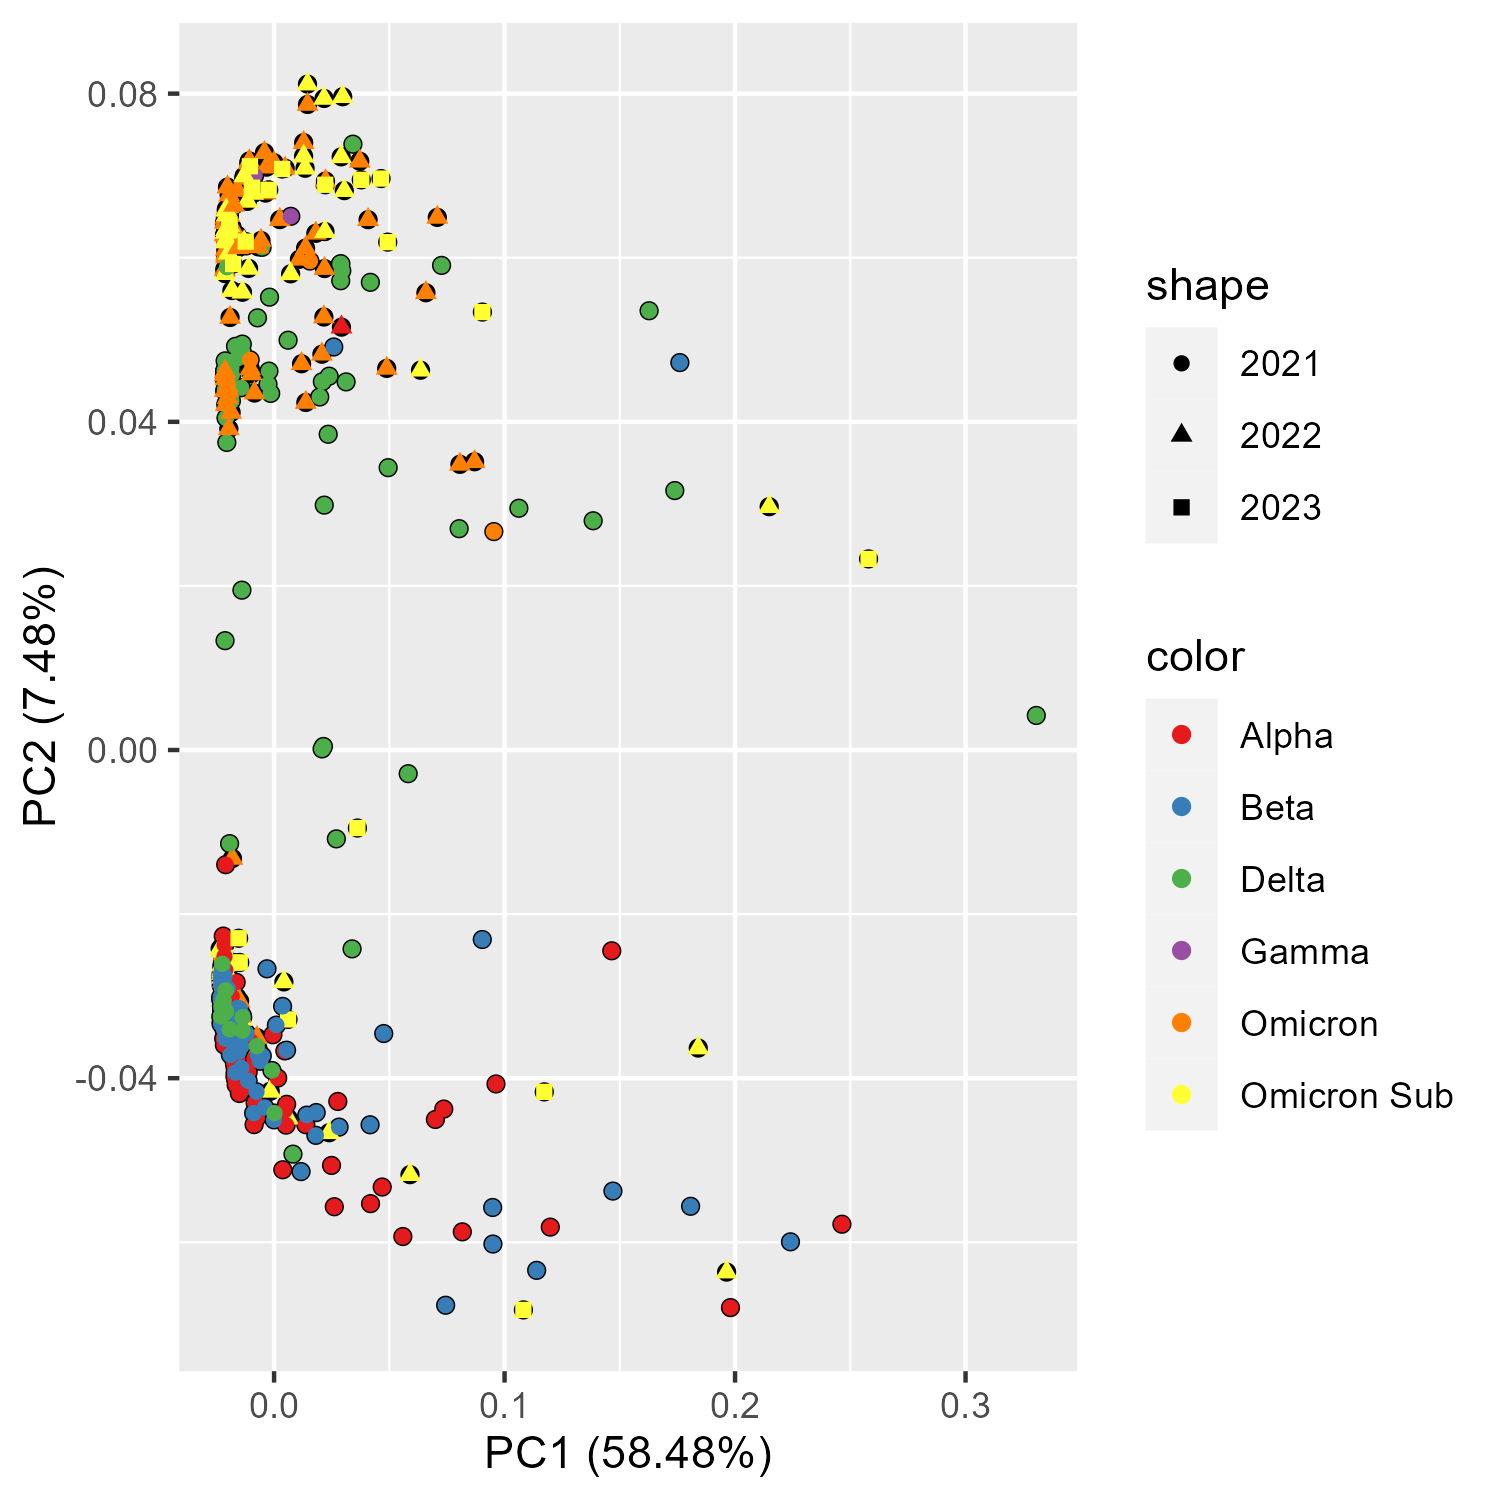 0.08
0.04
0.00
-0.04
PC2 (7.48%)
0.0
0.1
0.2
0.3
PC1 (58.48%)
shape
2021
2022
2023
color
Alpha
Beta
Delta
Gamma
Omicron
Omicron Sub